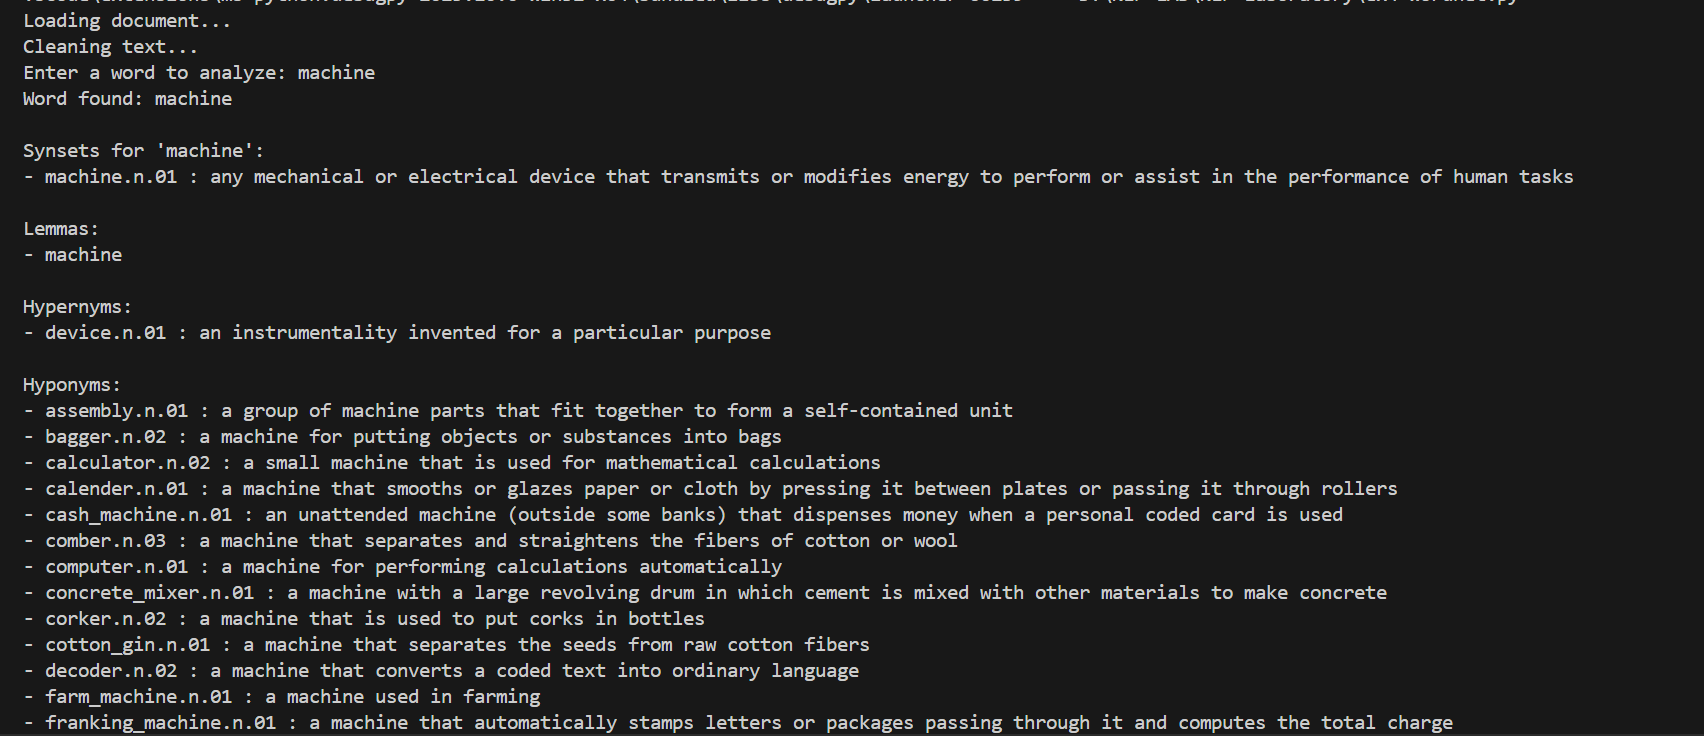 Loading document...
Cleaning text...
Enter a word to analyze: machine
Word found: machine
Synsets for 'machine':
- machine.n.01 : any mechanical or electrical device that transmits or modifies energy to perform or assist in the performance of human tasks
Lemmas:
- machine
Hypernyms:
- device.n.01 : an instrumentality invented for a particular purpose
Hyponyms:
- assembly.n.01 : a group of machine parts that fit together to form a self-contained unit
- bagger.n.02 : a machine for putting objects or substances into bags
- calculator.n.02 : a small machine that is used for mathematical calculations
- calender.n.01 : a machine that smooths or glazes paper or cloth by pressing it between plates or passing it through rollers
- cash_machine.n.01 : an unattended machine (outside some banks) that dispenses money when a personal coded card is used
- comber.n.03 : a machine that separates and straightens the fibers of cotton or wool
- computer.n.01 : a machine for performing calculations automatically
- concrete_mixer.n.01 : a machine with a large revolving drum in which cement is mixed with other materials to make concrete
- corker.n.02 : a machine that is used to put corks in bottles
- cotton_gin.n.01 : a machine that separates the seeds from raw cotton fibers
- decoder.n.02 : a machine that converts a coded text into ordinary language
- farm_machine.n.01 : a machine used in farming
- franking_machine.n.01 : a machine that automatically stamps letters or packages passing through it and computes the total charge